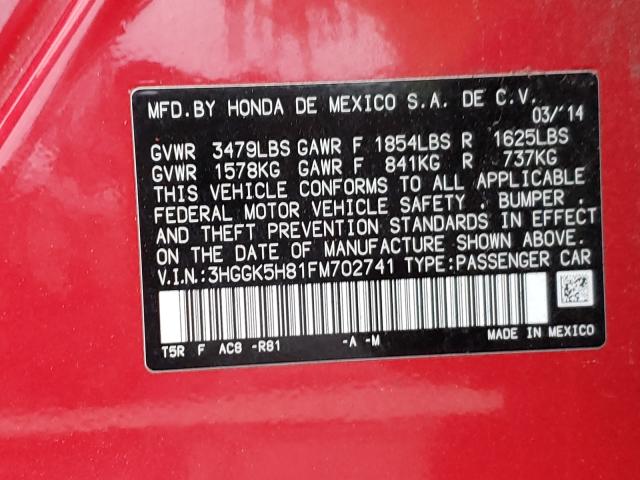 MFD.BY HONDA DE MEXICO S.A. DE C.V.
03/'14
GVWR 3479LBS GAWR F 1854LBS R 1625LBS
GVWR 1578KG GAWR F 841KG R 737KG
THIS VEHICLE CONFORMS TO ALL APPLICABLE
FEDERAL MOTOR VEHICLE SAFETY , BUMPER ,
AND THEFT PREVENTION STANDARDS IN EFFECT
ON THE DATE OF MANUFACTURE SHOWN ABOVE.
V.I.N.:3HGGK5H81FM702741 TYPE:PASSENGER CAR
T5R F AC8 -R81 -A -M MADE IN MEXICO